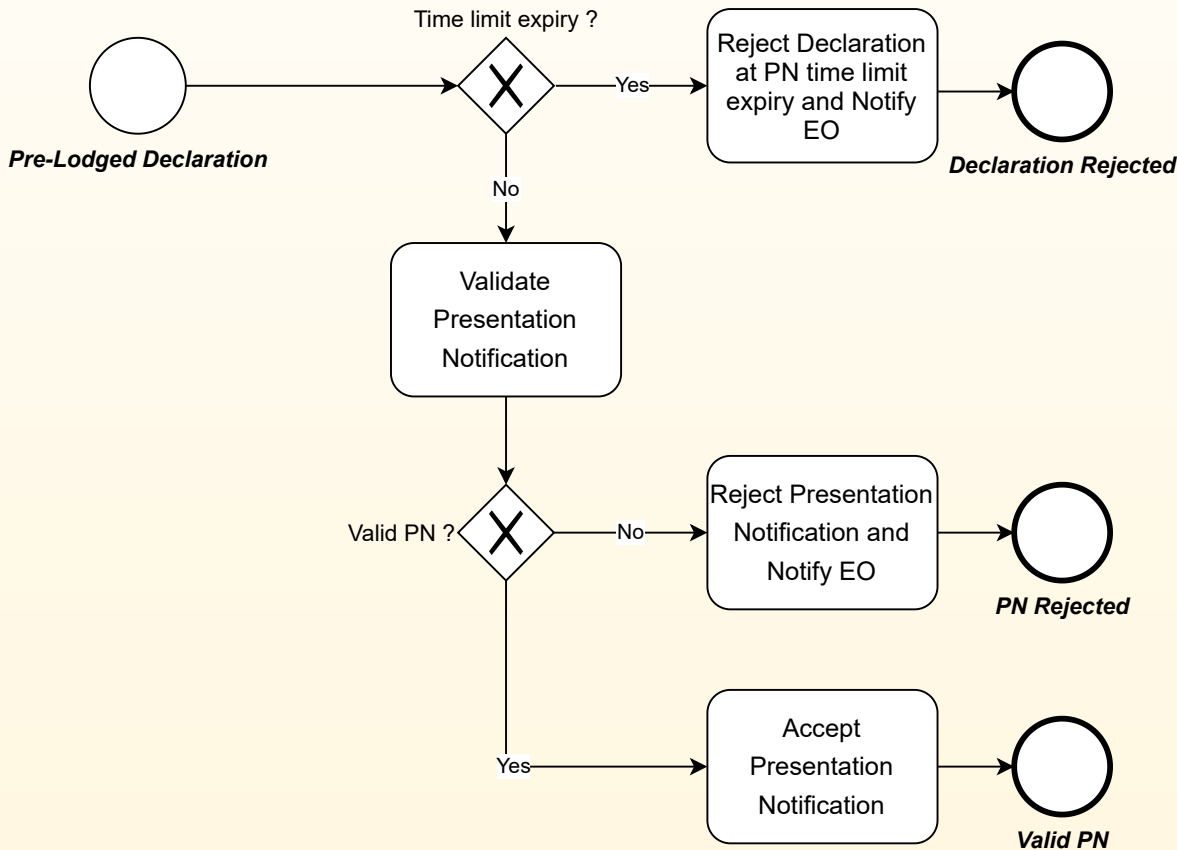 Time limit expiry ?
Reject Declaration
at PN time limit
expiry and Notify
EO
Yes
Pre-Lodged Declaration
Declaration Rejected
No
Validate
Presentation
Notification
Valid PN ?
No
Reject Presentation
Notification and
Notify EO
PN Rejected
Yes
Accept
Presentation
Notification
Valid PN